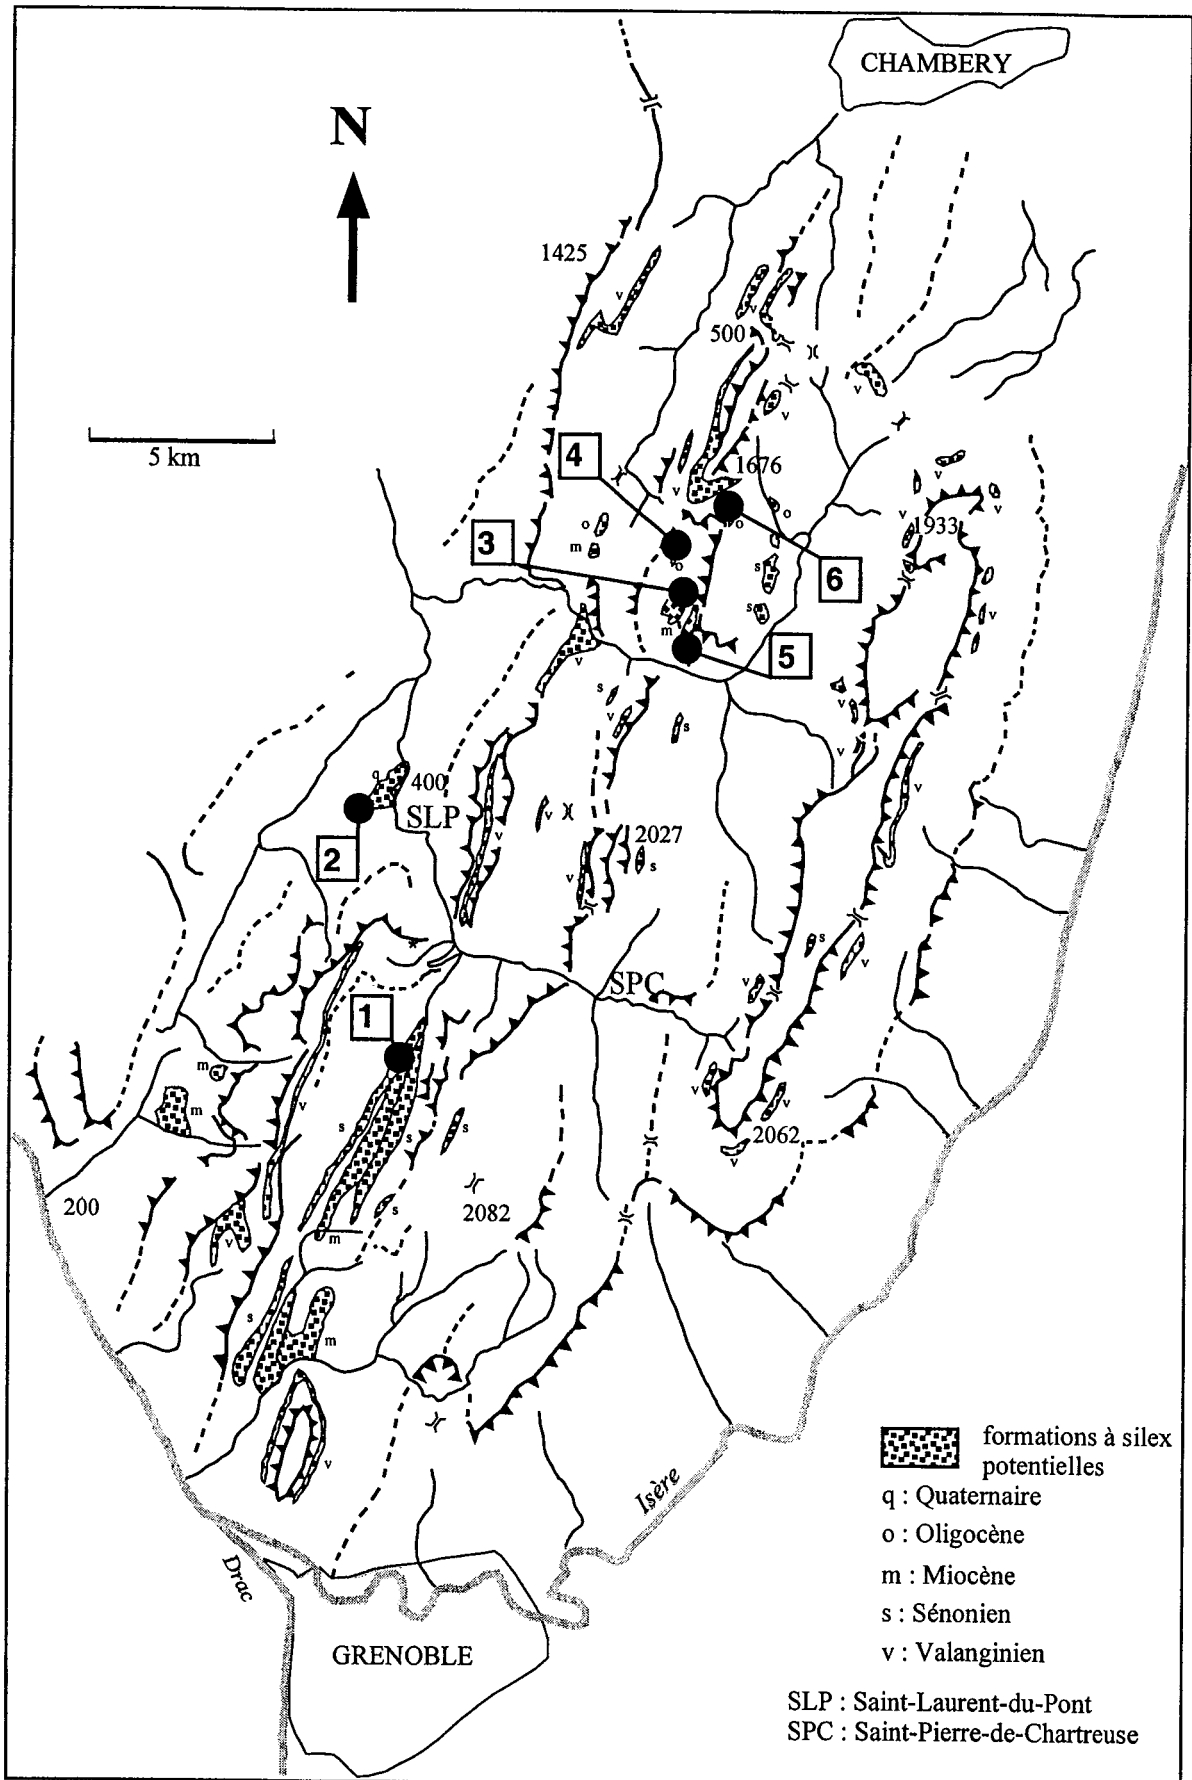 CHAMBERY
N
1425
v
v
500
v
v
5 km
4
1676
v
o
o
o
v
v
v
1933
3
m
o
s
6
s
m
v
v
5
s
v
s
v
v
v
q
400
SLP
v
v
2
2027
v
s
s
v
SPC
v
1
m
m
v
v
s
s
s
v
2062
v
200
s
2082
v
m
s
m
v
formations à silex
potentielles
q : Quaternaire
o : Oligocène
m : Miocène
s : Sénonien
v : Valanginien
Isère
Drac
GRENOBLE
SLP : Saint-Laurent-du-Pont
SPC : Saint-Pierre-de-Chartreuse